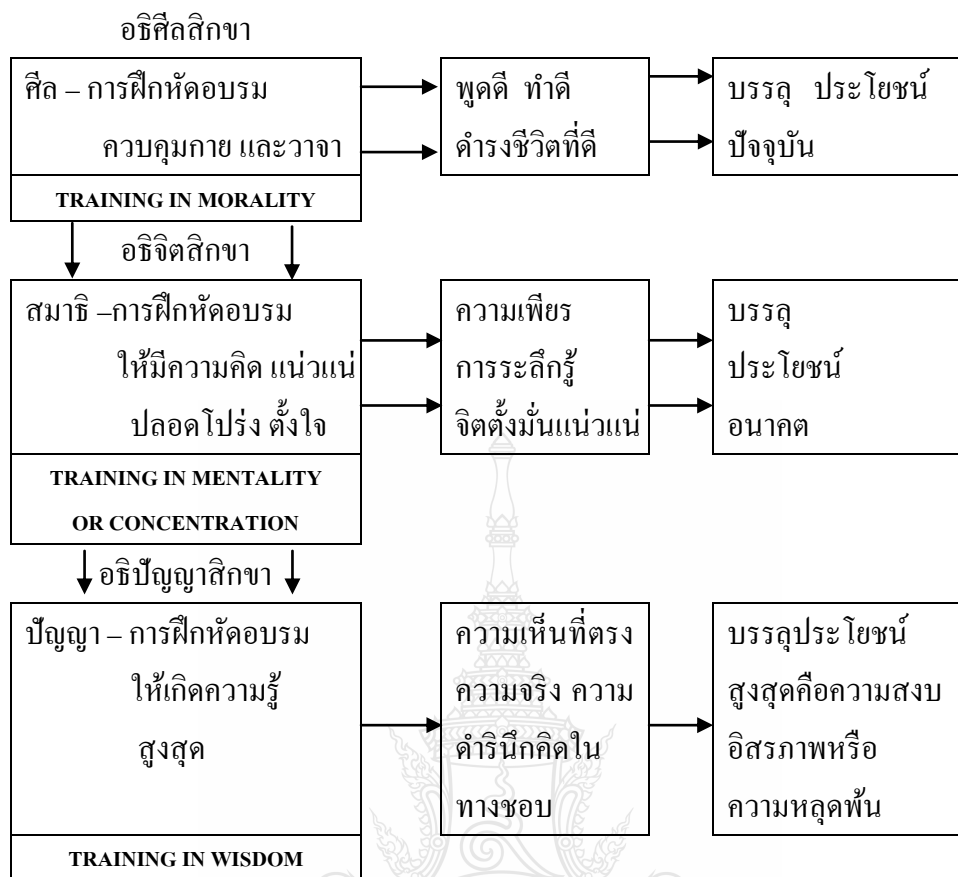 อธิศีลสิกขา
ศีล – การฝึกหัดอบรม
ควบคุมกาย และวาจา
TRAINING IN MORALITY
พูดดี ทำดี
ดำรงชีวิตที่ดี
บรรลุ ประโยชน์
ปัจจุบัน
อธิจิตสิกขา
สมาธิ –การฝึกหัดอบรม
ให้มีความคิด แน่วแน่
ปลอดโปร่ง ตั้งใจ
TRAINING IN MENTALITY
OR CONCENTRATION
ความเพียร
การระลึกรู้
จิตตั้งมั่นแน่วแน่
บรรลุ
ประโยชน์
อนาคต
อธิปัญญาสิกขา
ปัญญา – การฝึกหัดอบรม
ให้เกิดความรู้
สูงสุด
TRAINING IN WISDOM
ความเห็นที่ตรง
ความจริง ความ
ดำรินึกคิดใน
ทางชอบ
บรรลุประโยชน์
สูงสุดคือความสงบ
อิสรภาพหรือ
ความหลุดพ้น